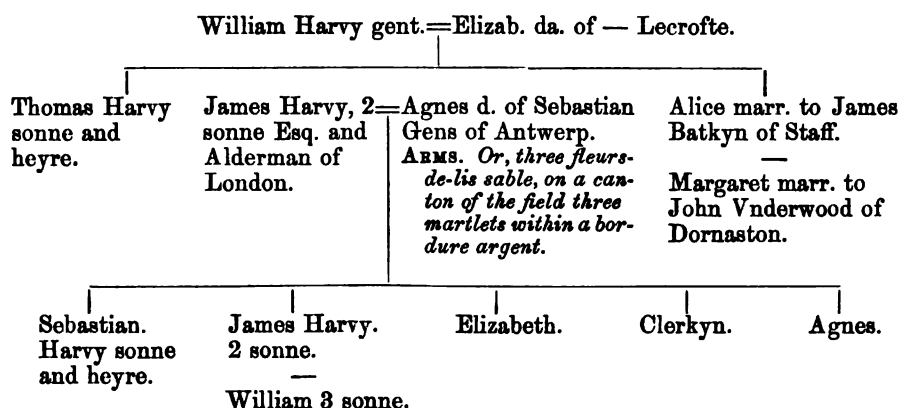 William Harvy gent.=Elizab. da. of — Lecrofte.
Thomas Harvy
sonne and
heyre.
James Harvy, 2=
sonne Esq. and
Alderman of
London.
Agnes d. of Sebastian
Gens of Antwerp.
ARMS. Or, three fleurs-
de-lis sable, on a can-
ton of the field three
martlets within a bor-
dure argent.
Alice marr. to James
Batkyn of Staff.
—
Margaret marr. to
John Vnderwood of
Dornaston.
Sebastian.
Harvy sonne
and heyre.
James Harvy.
2 sonne.
—
William 3 sonne.
Elizabeth.
Clerkyn.
Agnes.